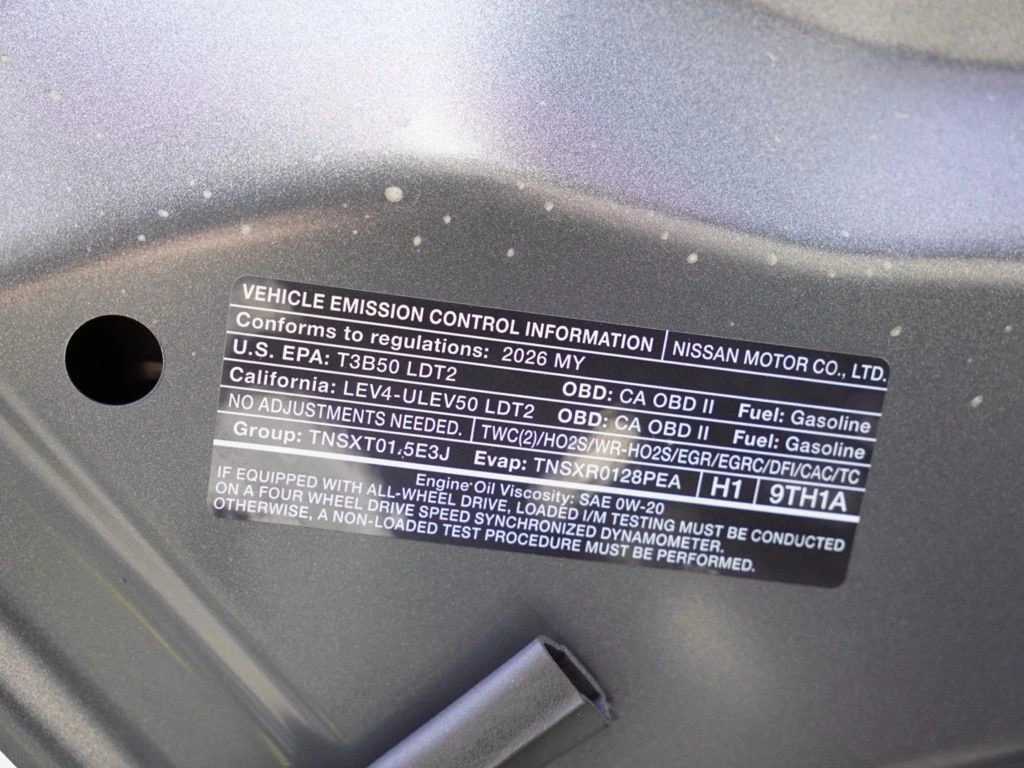 VEHICLE EMISSION CONTROL INFORMATION | NISSAN MOTOR CO., LTD.
Conforms to regulations: 2026 MY
U.S. EPA: T3B50 LDT2 OBD: CA OBD II Fuel: Gasoline
California: LEV4-ULEV50 LDT2 OBD: CA OBD II Fuel: Gasoline
NO ADJUSTMENTS NEEDED. | TWC(2)/HO2S/WR-HO2S/EGR/EGRC/DFI/CAC/TC
Group: TNSXT01.5E3J Evap: TNSXR0128PEA | H1 | 9TH1A
Engine Oil Viscosity: SAE 0W-20
IF EQUIPPED WITH ALL-WHEEL DRIVE, LOADED I/M TESTING MUST BE CONDUCTED
ON A FOUR WHEEL DRIVE SPEED SYNCHRONIZED DYNAMOMETER.
OTHERWISE, A NON-LOADED TEST PROCEDURE MUST BE PERFORMED.